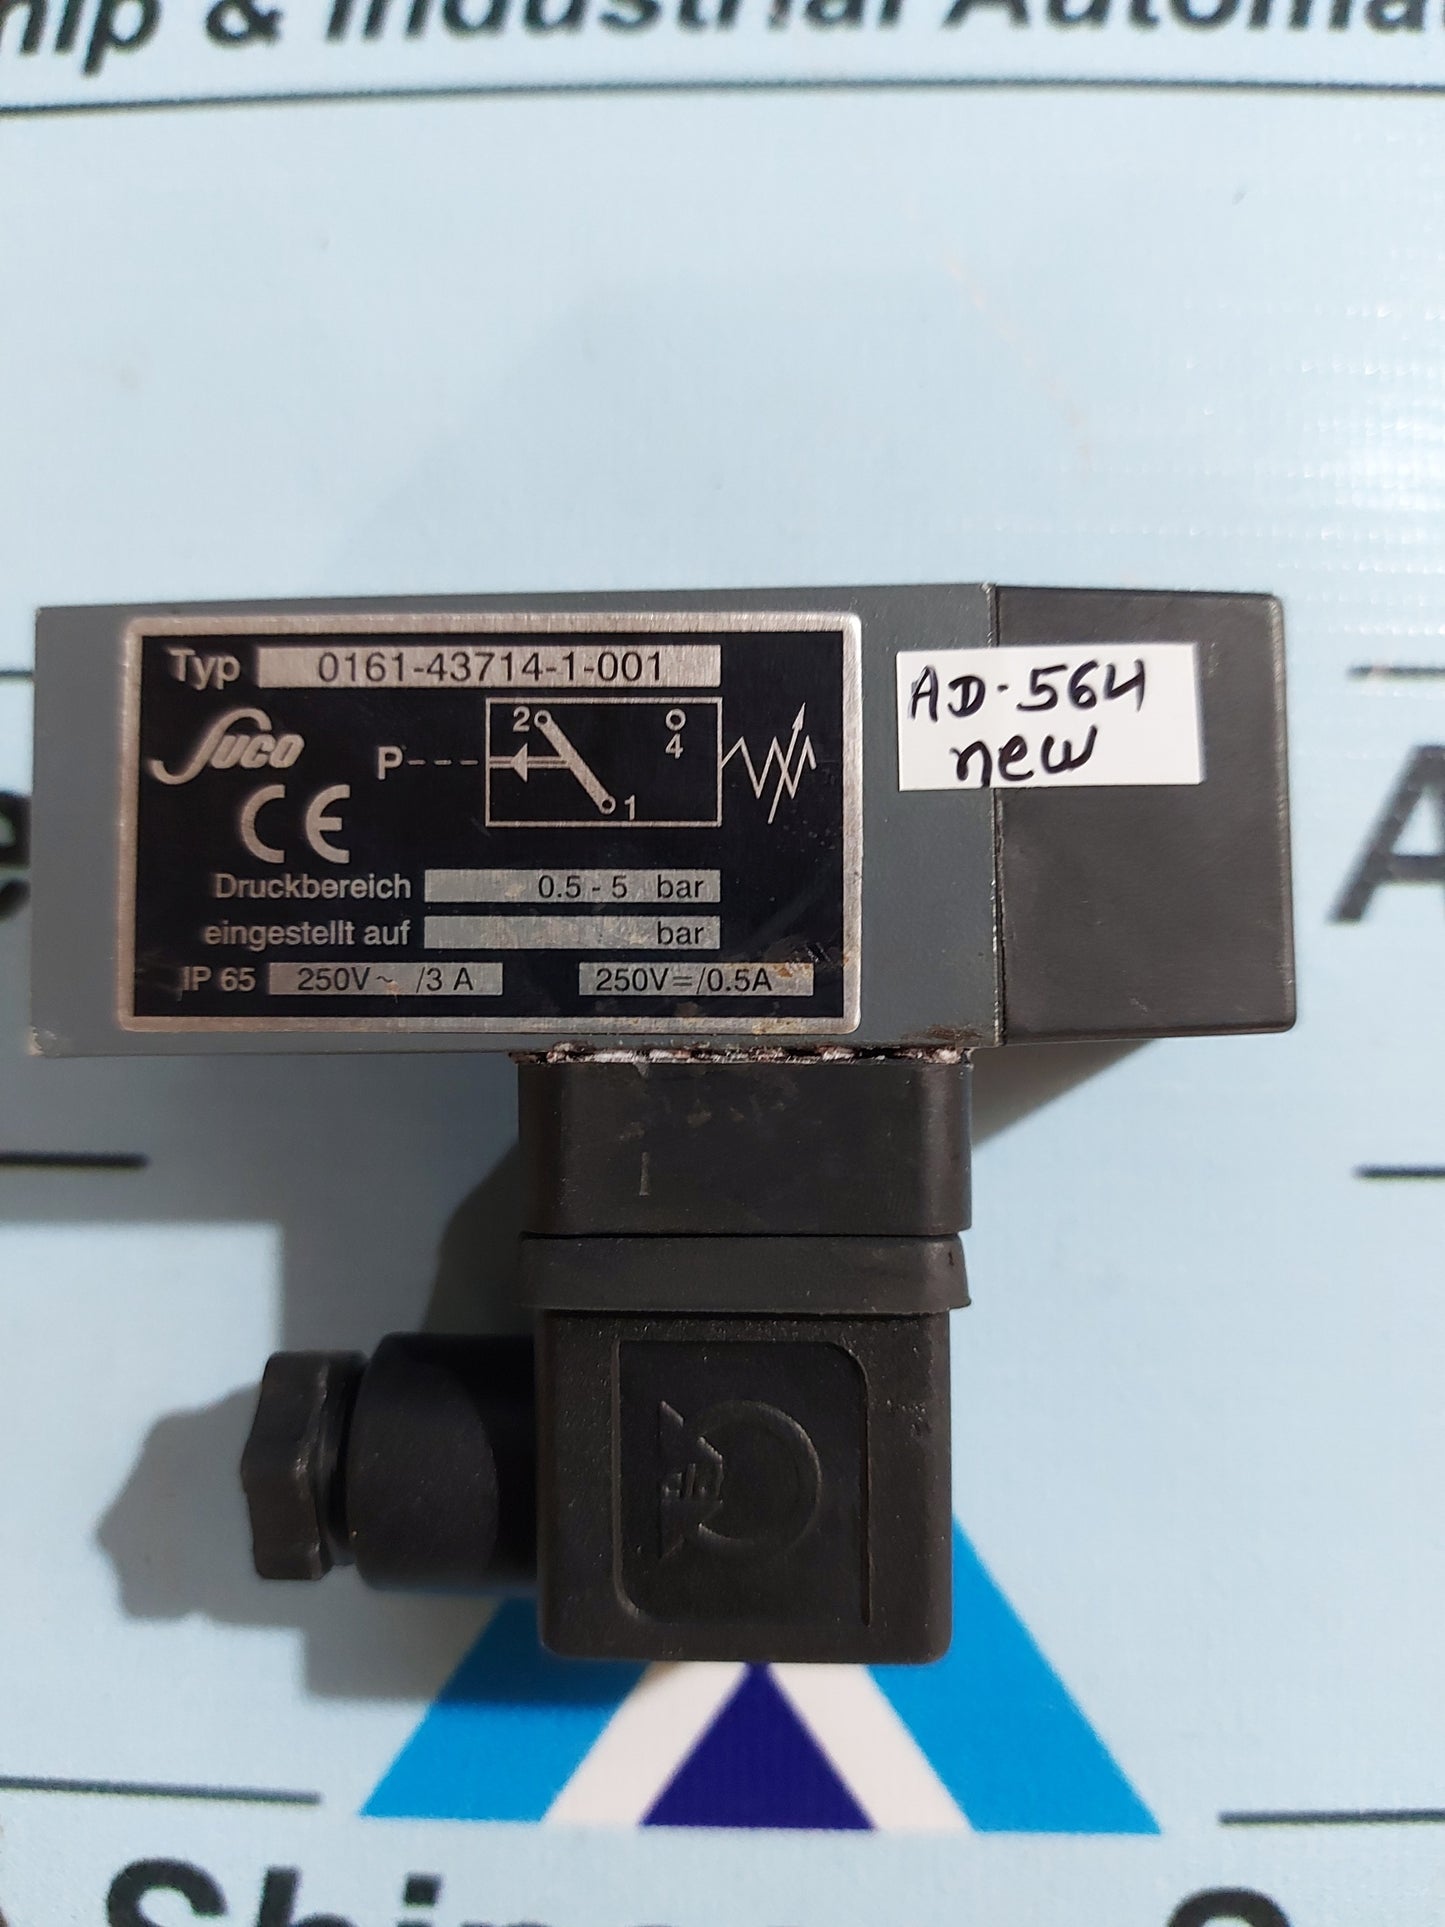 hip & Industrial Automa
Typ 0161-43714-1-001
AD-564
new
Suco
P
2
4
1
CE
Druckbereich 0.5 - 5 bar
eingestellt auf bar
IP 65 250V~ /3 A 250V=/0.5A
A